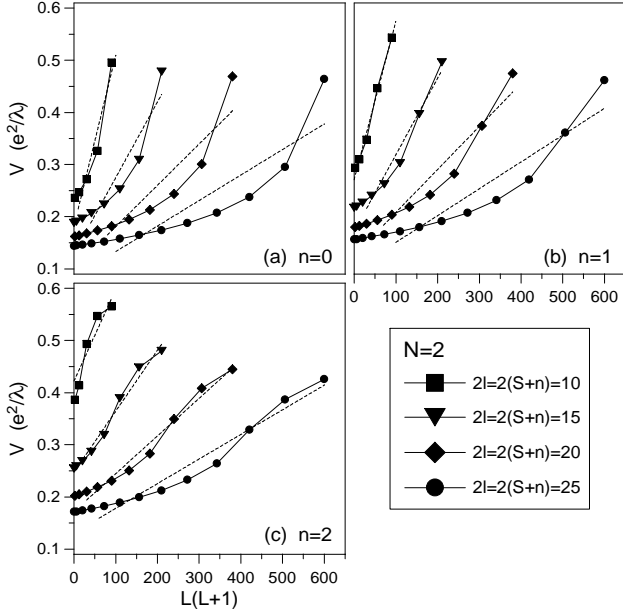 V (e²/λ)
0.6
0.5
0.4
0.3
0.2
0.1
(a) n=0
(b) n=1
0 100 200 300 400 500 600
V (e²/λ)
0.6
0.5
0.4
0.3
0.2
0.1
(c) n=2
0 100 200 300 400 500 600
L(L+1)
N=2
2l=2(S+n)=10
2l=2(S+n)=15
2l=2(S+n)=20
2l=2(S+n)=25